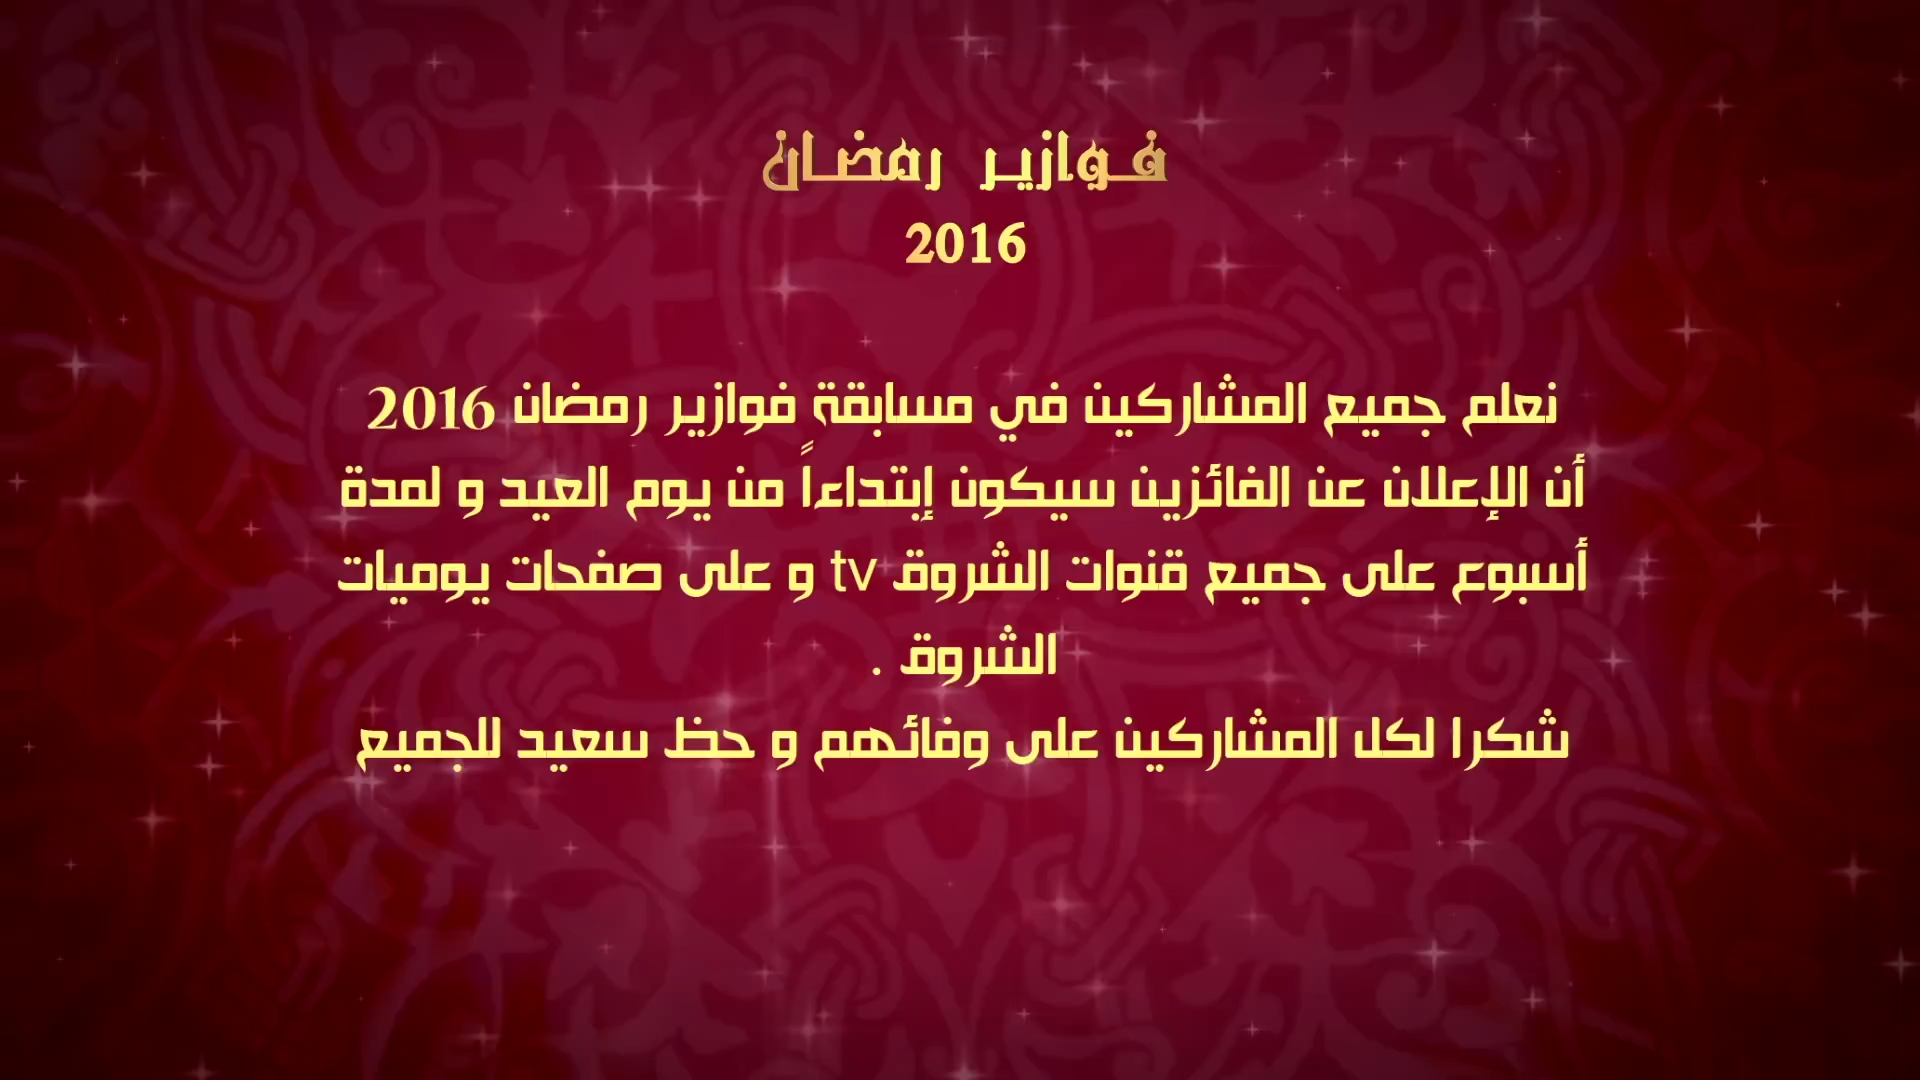 فوازير رمضان
2016
نعلم جميع المشاركين في مسابقة فوازير رمضان 2016
أن الإعلان عن الفائزين سيكون إبتداءاً من يوم العيد و لمدة
أسبوع على جميع قنوات الشروق tv و على صفحات يوميات
الشروق .
شكرا لكل المشاركين على وفائهم و حظ سعيد للجميع